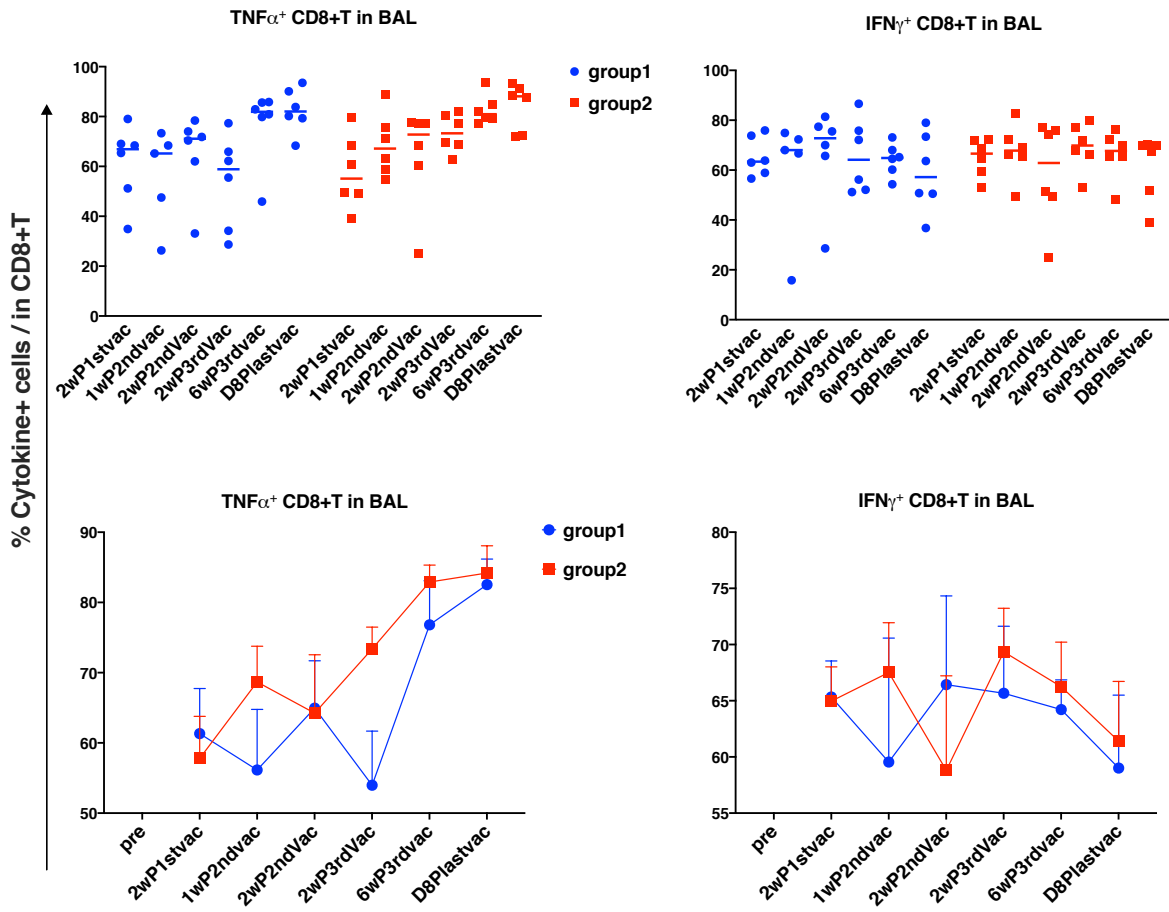 TNFα⁺ CD8+T in BAL
IFNγ⁺ CD8+T in BAL
group1
group2
% Cytokine+ cells / in CD8+T
100
80
60
40
20
0
2wP1stvac
1wP2ndvac
2wP2ndVac
2wP3rdVac
6wP3rdvac
D8Plastvac
2wP1stvac
1wP2ndvac
2wP2ndVac
2wP3rdVac
6wP3rdvac
D8Plastvac
100
80
60
40
20
0
2wP1stvac
1wP2ndvac
2wP2ndVac
2wP3rdVac
6wP3rdvac
D8Plastvac
2wP1stvac
1wP2ndvac
2wP2ndVac
2wP3rdVac
6wP3rdvac
D8Plastvac
TNFα⁺ CD8+T in BAL
IFNγ⁺ CD8+T in BAL
group1
group2
90
80
70
60
50
pre
2wP1stvac
1wP2ndvac
2wP2ndVac
2wP3rdVac
6wP3rdvac
D8Plastvac
80
75
70
65
60
55
pre
2wP1stvac
1wP2ndvac
2wP2ndVac
2wP3rdVac
6wP3rdvac
D8Plastvac